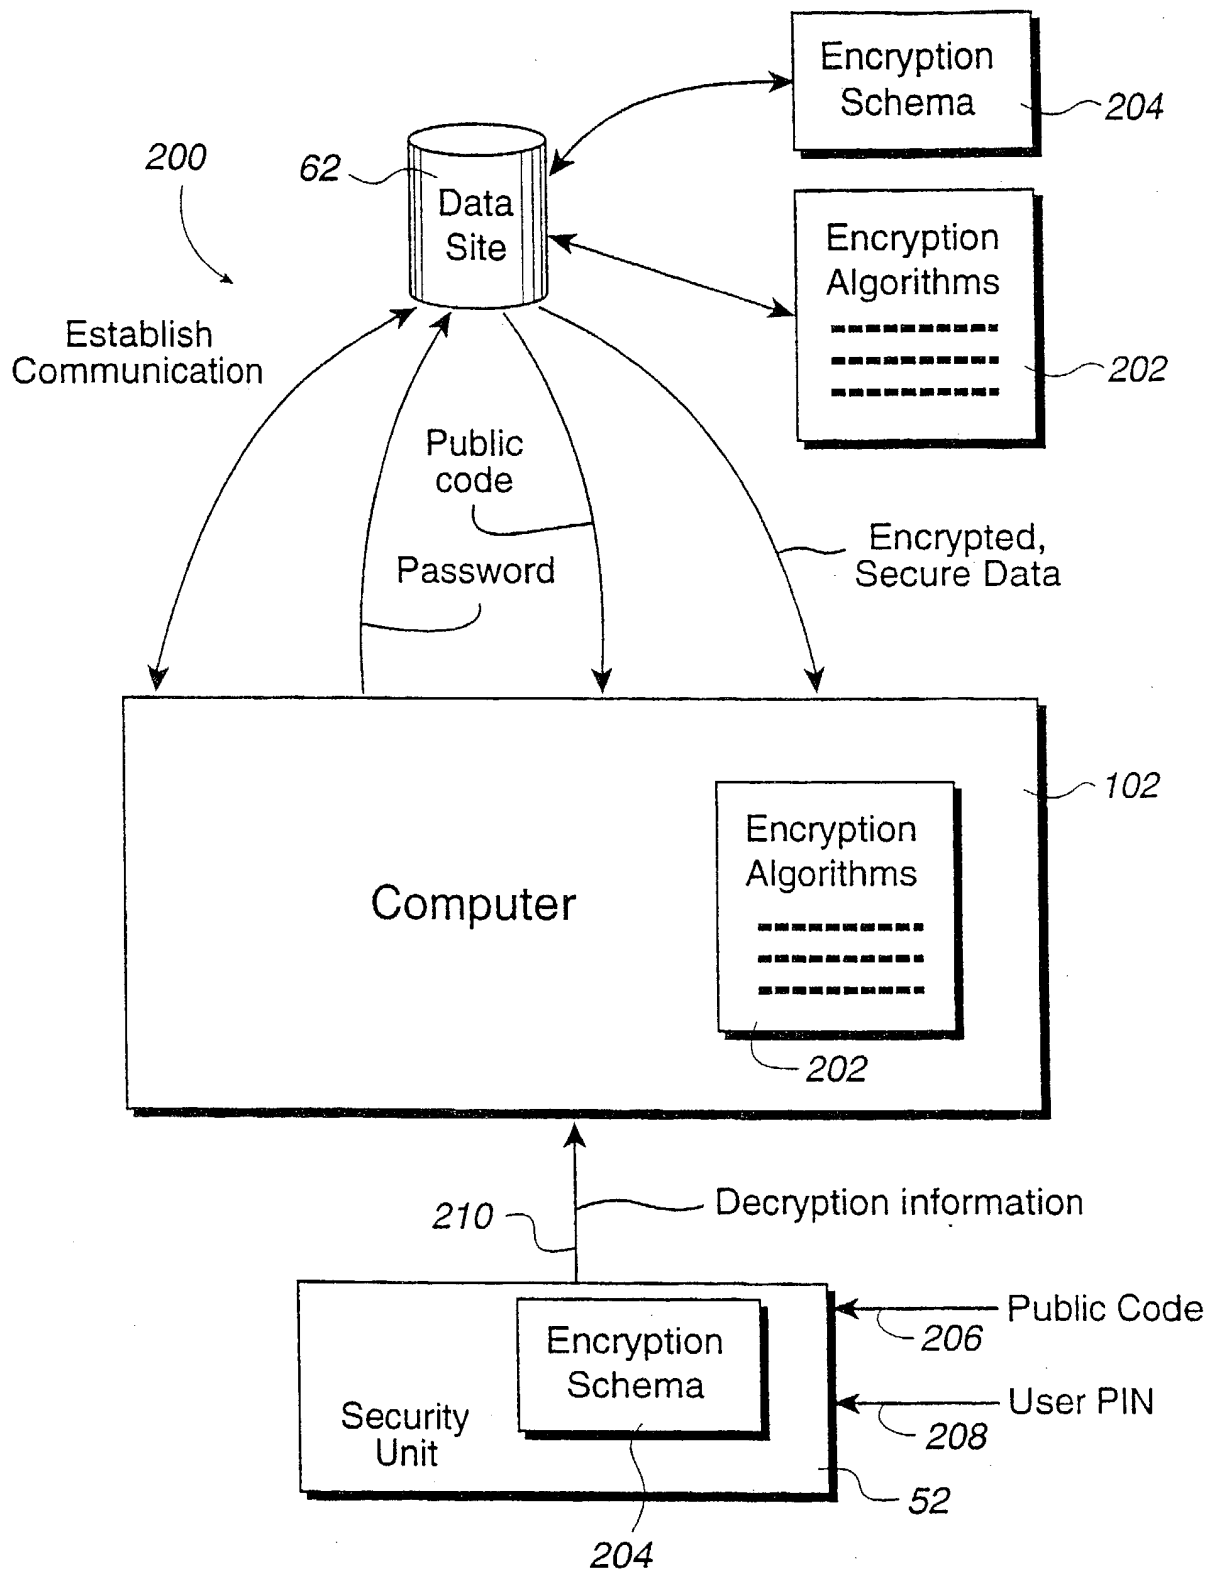 Encryption
Schema
204
200
62
Data
Site
Encryption
Algorithms
202
Establish
Communication
Public
code
Password
Encrypted,
Secure Data
102
Encryption
Algorithms
Computer
202
Decryption information
210
Public Code
206
Encryption
Schema
User PIN
208
Security
Unit
52
204